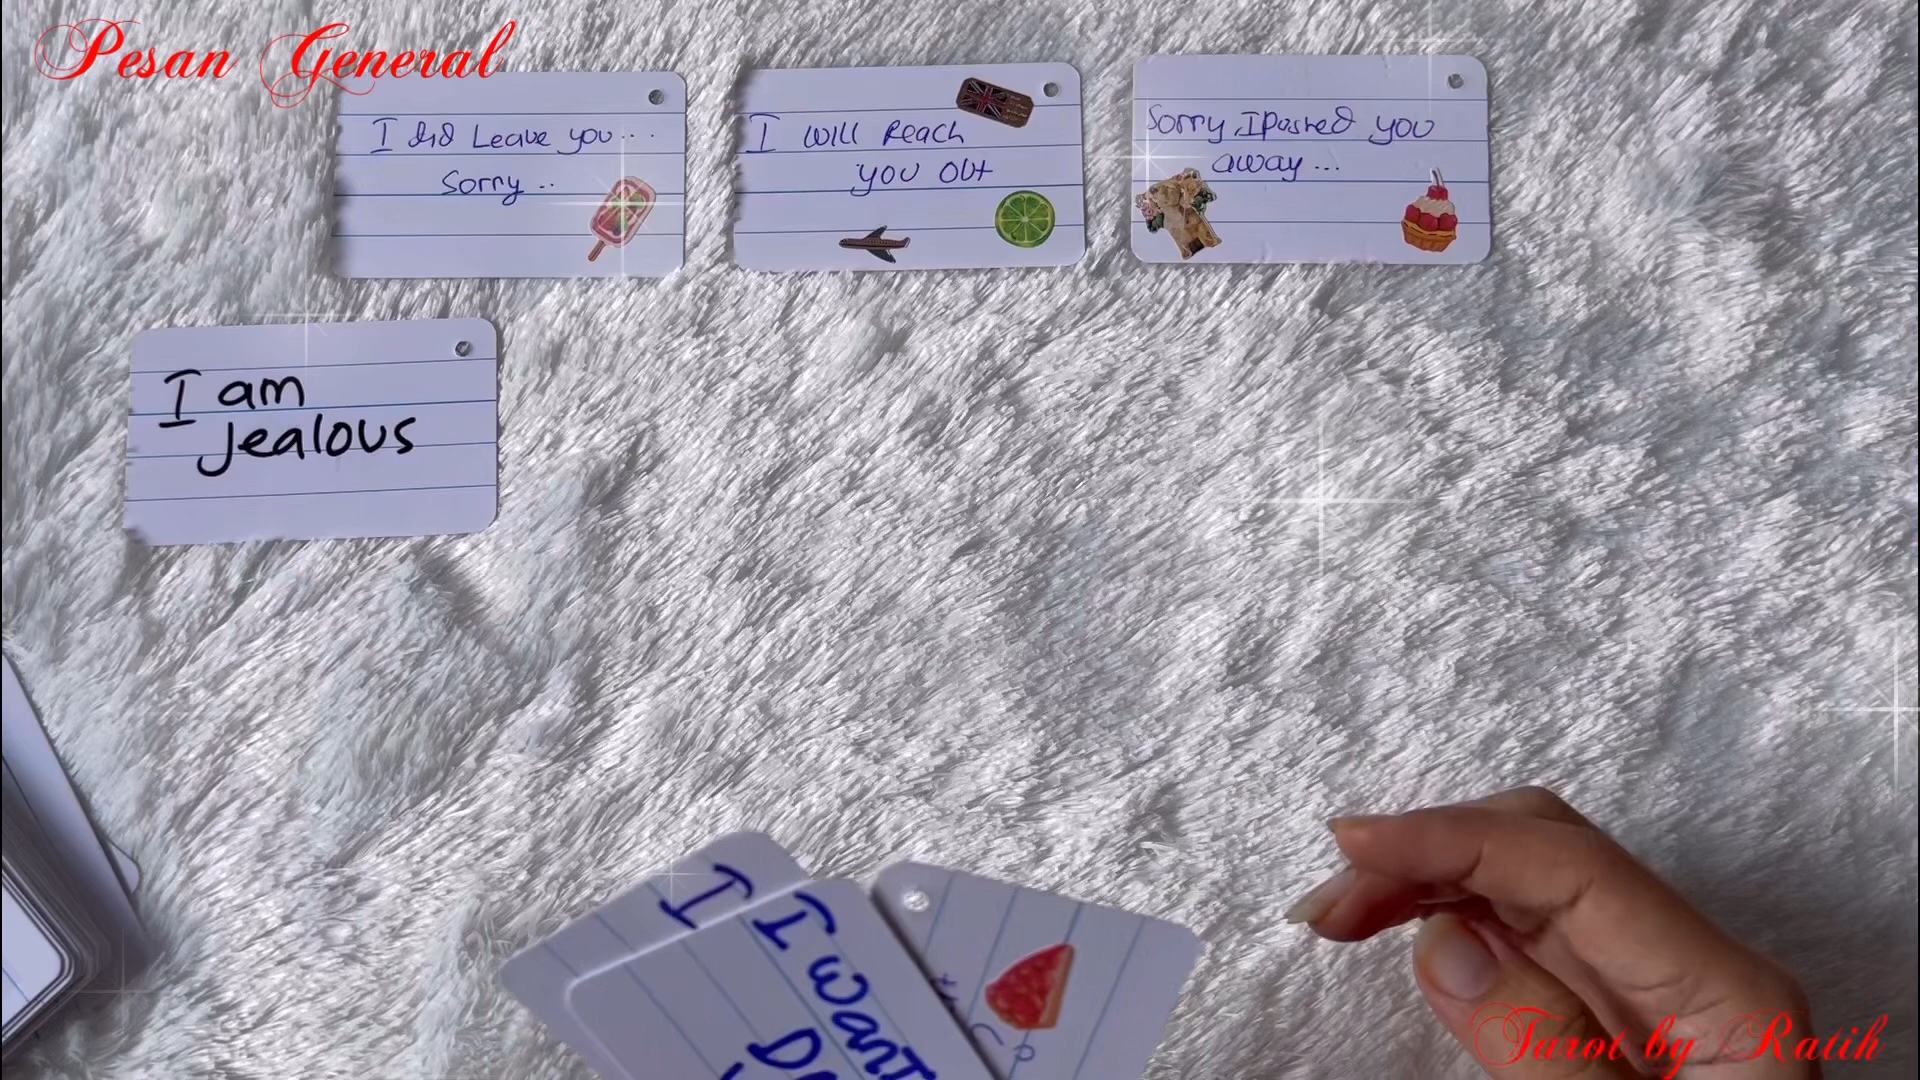 Pesan General
I did Leave you...
Sorry..
I will Reach
you Out
Sorry, I pushed you
away...
I am
jealous
I
I want
Tarot by Ratih